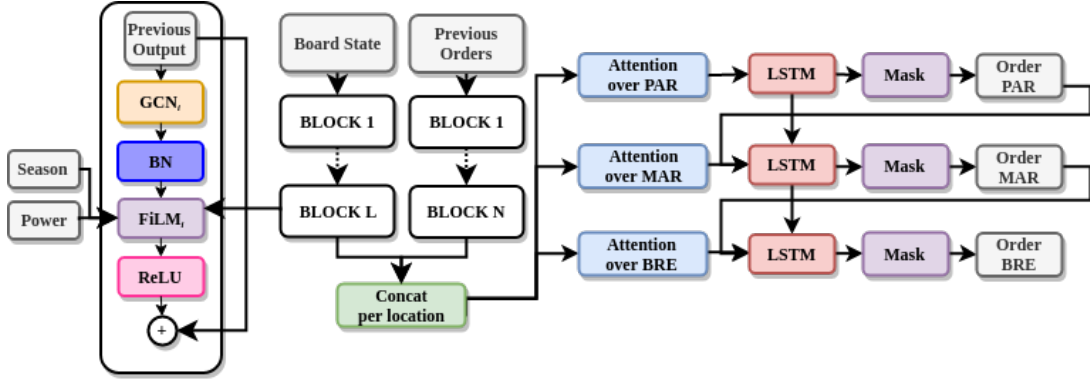 Previous
Output
GCNₗ
BN
Season
Power
FiLMₗ
ReLU
+
Board State
Previous
Orders
BLOCK 1
BLOCK 1
BLOCK L
BLOCK N
Concat
per location
Attention
over PAR
LSTM
Mask
Order
PAR
Attention
over MAR
LSTM
Mask
Order
MAR
Attention
over BRE
LSTM
Mask
Order
BRE